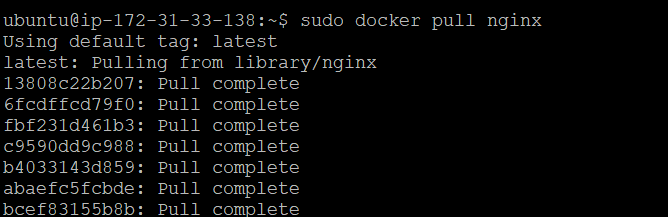 ubuntu@ip-172-31-33-138:~$ sudo docker pull nginx
Using default tag: latest
latest: Pulling from library/nginx
13808c22b207: Pull complete
6fcdffcd79f0: Pull complete
fbf231d461b3: Pull complete
c9590dd9c988: Pull complete
b4033143d859: Pull complete
abaefc5fcbde: Pull complete
bcef83155b8b: Pull complete